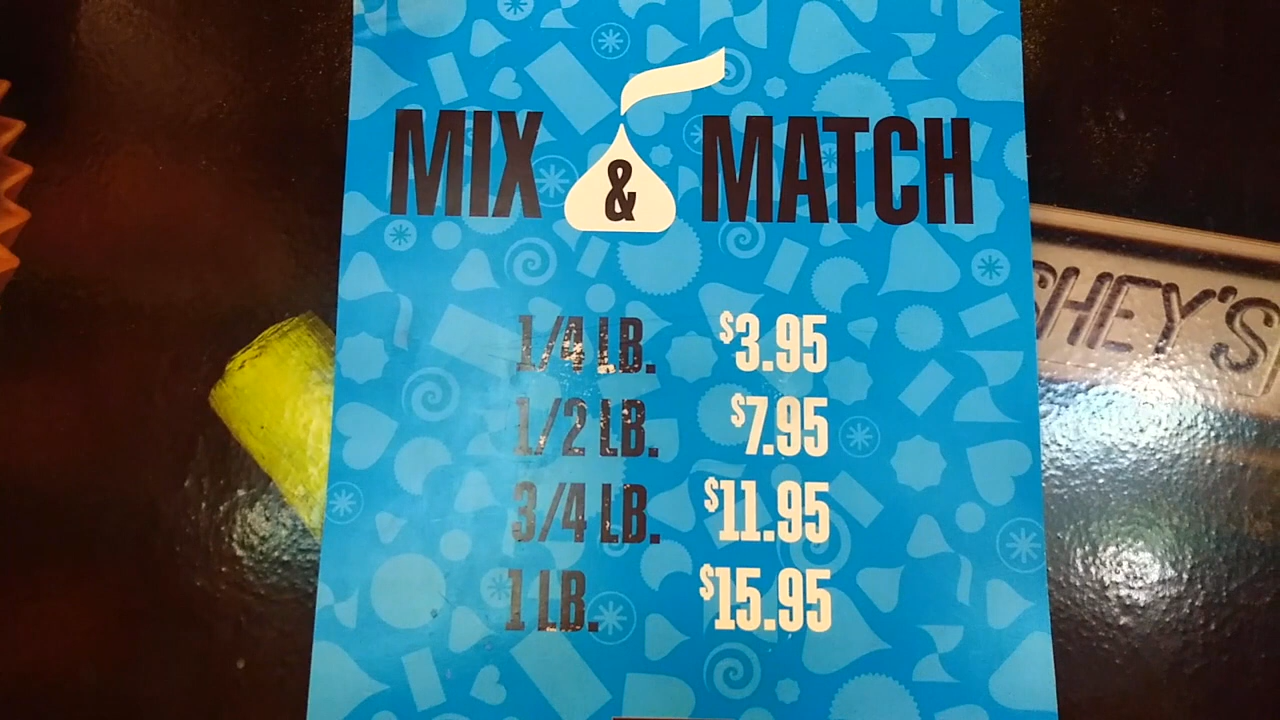 MIX & MATCH
1/4 LB. $3.95
1/2 LB. $7.95
3/4 LB. $11.95
1 LB. $15.95
SHEY'S